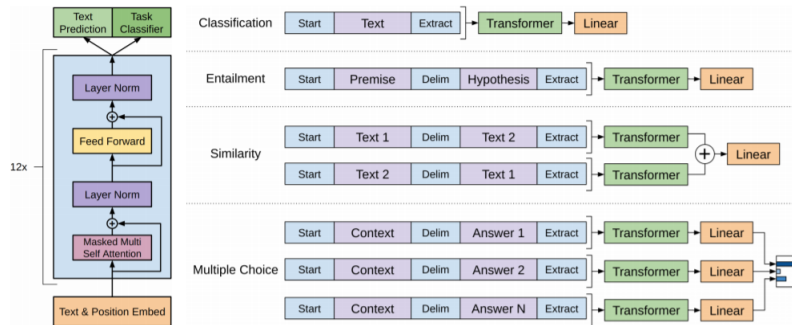 Text
Prediction
Task
Classifier
Layer Norm
Feed Forward
12x
Layer Norm
Masked Multi
Self Attention
Text & Position Embed
Classification
Start
Text
Extract
Transformer
Linear
Entailment
Start
Premise
Delim
Hypothesis
Extract
Transformer
Linear
Similarity
Start
Text 1
Delim
Text 2
Extract
Transformer
Start
Text 2
Delim
Text 1
Extract
Transformer
+
Linear
Multiple Choice
Start
Context
Delim
Answer 1
Extract
Transformer
Linear
Start
Context
Delim
Answer 2
Extract
Transformer
Linear
Start
Context
Delim
Answer N
Extract
Transformer
Linear